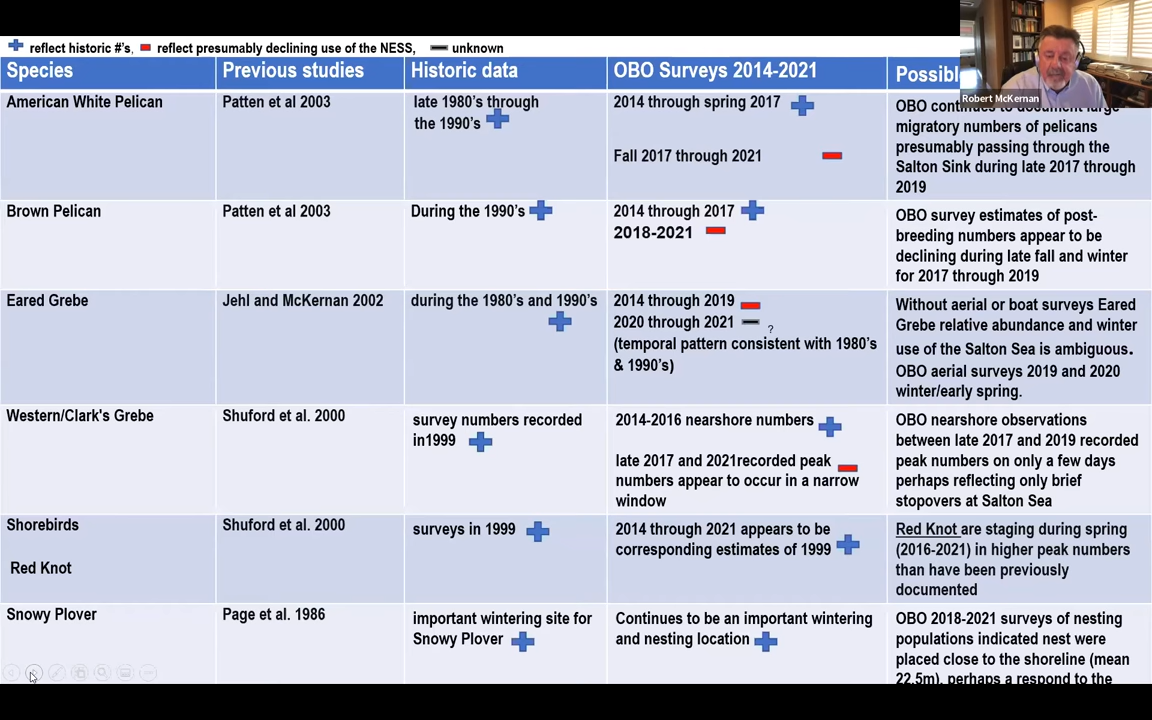 reflect historic #'s, reflect presumably declining use of the NESS, unknown
Species
Previous studies
Historic data
OBO Surveys 2014-2021
Robert McKernan
American White Pelican
Patten et al 2003
late 1980's through
the 1990's
2014 through spring 2017
Fall 2017 through 2021
OBO continues to document large
migratory numbers of pelicans
presumably passing through the
Salton Sink during late 2017 through
2019
Brown Pelican
Patten et al 2003
During the 1990's
2014 through 2017
2018-2021
OBO survey estimates of post-
breeding numbers appear to be
declining during late fall and winter
for 2017 through 2019
Eared Grebe
Jehl and McKernan 2002
during the 1980's and 1990's
2014 through 2019
2020 through 2021 ?
(temporal pattern consistent with 1980's
& 1990's)
Without aerial or boat surveys Eared
Grebe relative abundance and winter
use of the Salton Sea is ambiguous.
OBO aerial surveys 2019 and 2020
winter/early spring.
Western/Clark's Grebe
Shuford et al. 2000
survey numbers recorded
in1999
2014-2016 nearshore numbers
late 2017 and 2021recorded peak
numbers appear to occur in a narrow
window
OBO nearshore observations
between late 2017 and 2019 recorded
peak numbers on only a few days
perhaps reflecting only brief
stopovers at Salton Sea
Shorebirds
Red Knot
Shuford et al. 2000
surveys in 1999
2014 through 2021 appears to be
corresponding estimates of 1999
Red Knot are staging during spring
(2016-2021) in higher peak numbers
than have been previously
documented
Snowy Plover
Page et al. 1986
important wintering site for
Snowy Plover
Continues to be an important wintering
and nesting location
OBO 2018-2021 surveys of nesting
populations indicated nest were
placed close to the shoreline (mean
22.5m), perhaps a respond to the